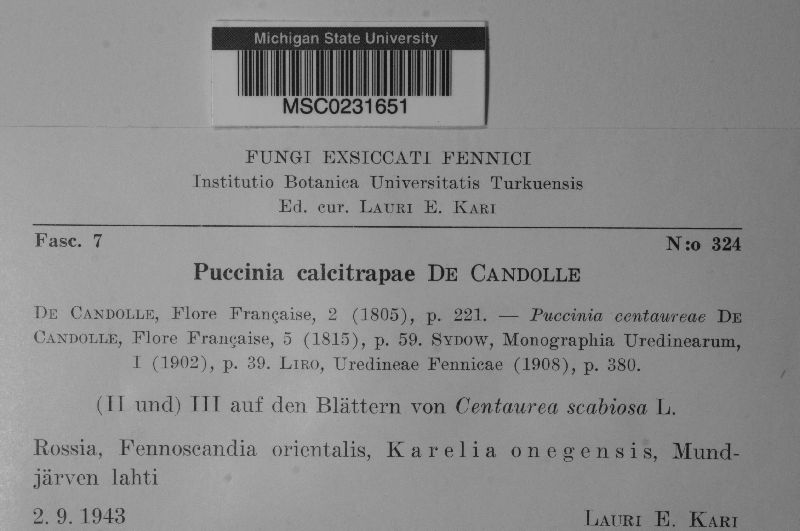 Michigan State University
MSC0231651
FUNGI EXSICCATI FENNICI
Institutio Botanica Universitatis Turkuensis
Ed. cur. LAURI E. KARI
Fasc. 7 N:o 324
Puccinia calcitrapae DE CANDOLLE
DE CANDOLLE, Flore Française, 2 (1805), p. 221. — Puccinia centaureae DE
CANDOLLE, Flore Française, 5 (1815), p. 59. SYDOW, Monographia Uredinearum,
I (1902), p. 39. LIRO, Uredineae Fennicae (1908), p. 380.
(II und) III auf den Blättern von Centaurea scabiosa L.
Rossia, Fennoscandia orientalis, Karelia onegensis, Mund-
järven lahti
2. 9. 1943 LAURI E. KARI